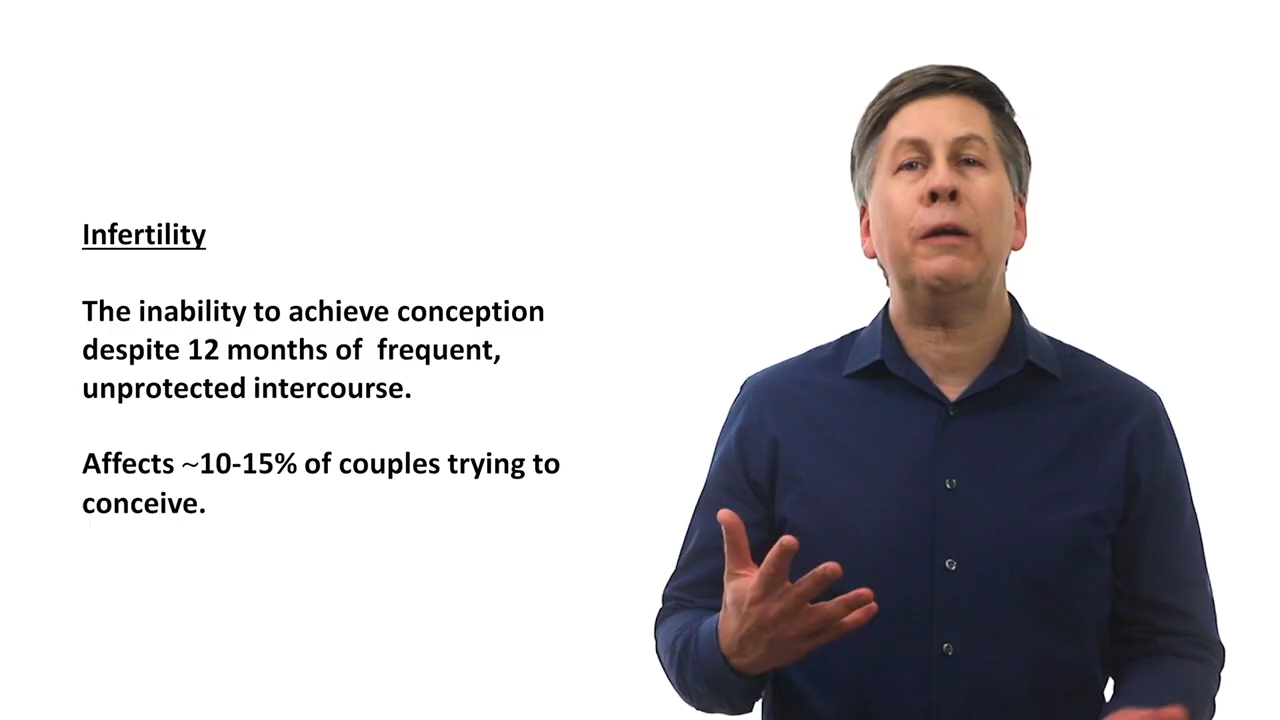 Infertility
The inability to achieve conception
despite 12 months of  frequent,
unprotected intercourse.
Affects ~10-15% of couples trying to
conceive.